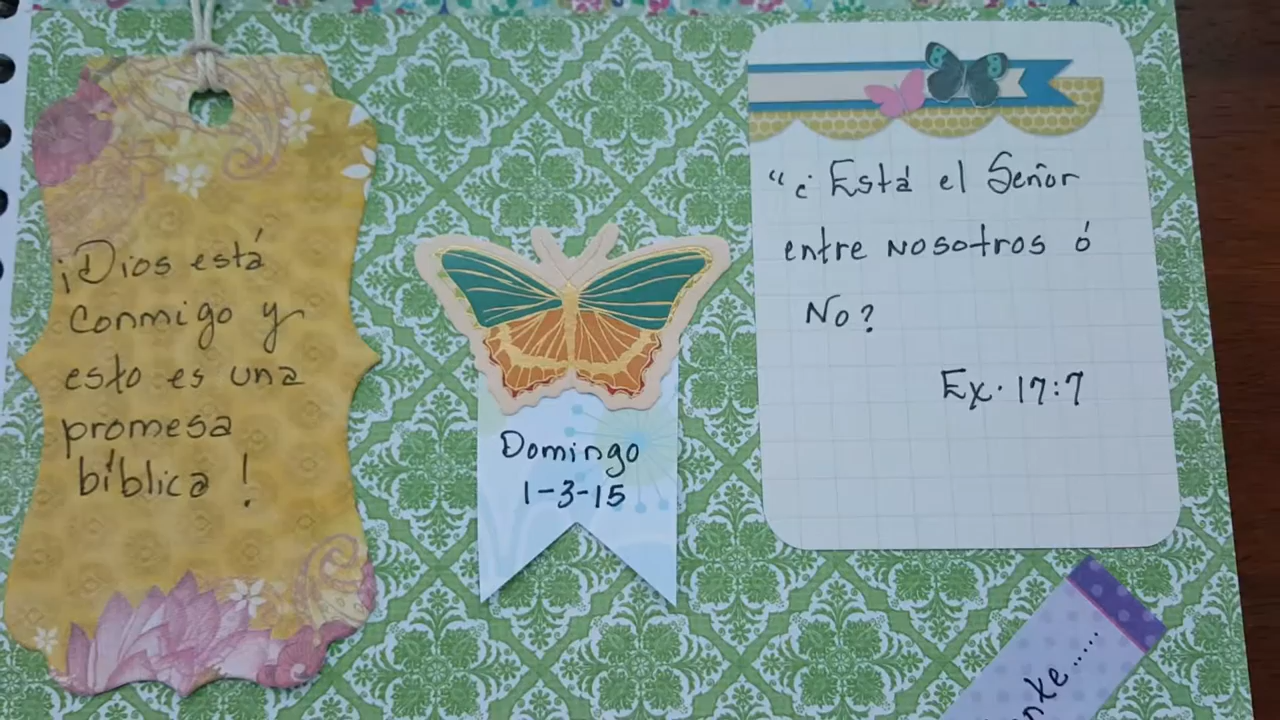 ¡Dios está
conmigo y
esto es una
promesa
bíblica!
Domingo
1-3-15
"¿Está el Señor
entre nosotros ó
No?
Ex. 17:7